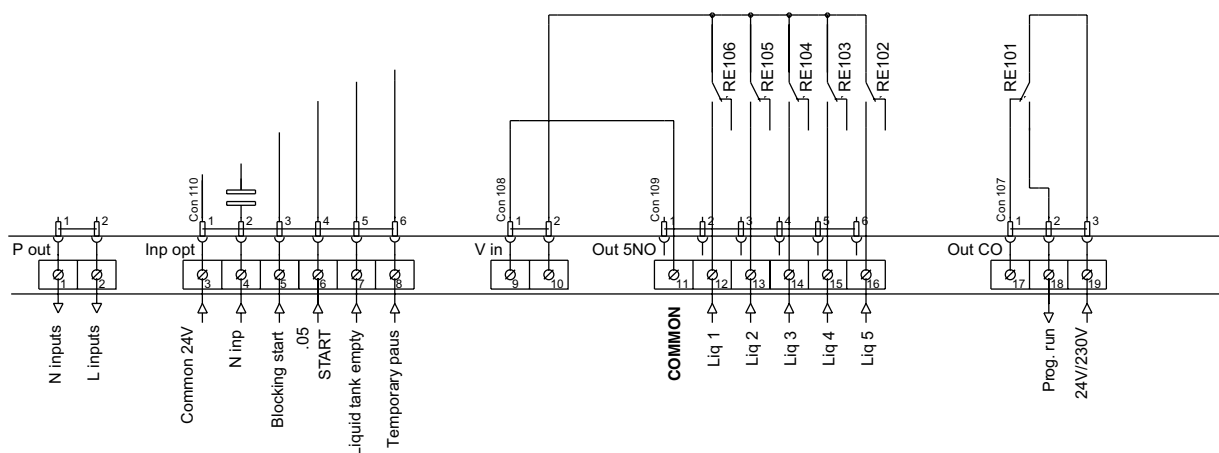 RE106
RE105
RE104
RE103
RE102
RE101
Con 110
Con 108
Con 109
Con 107
1 2
1 2 3 4 5 6
1 2
1 2 3 4 5 6
1 2 3
P out
Inp opt
V in
Out 5NO
Out CO
1 2
3 4 5 6 7 8
9 10
11 12 13 14 15 16
17 18 19
N inputs
L inputs
Common 24V
N inp
Blocking start
.05
START
Liquid tank empty
Temporary paus
COMMON
Liq 1
Liq 2
Liq 3
Liq 4
Liq 5
Prog. run
24V/230V